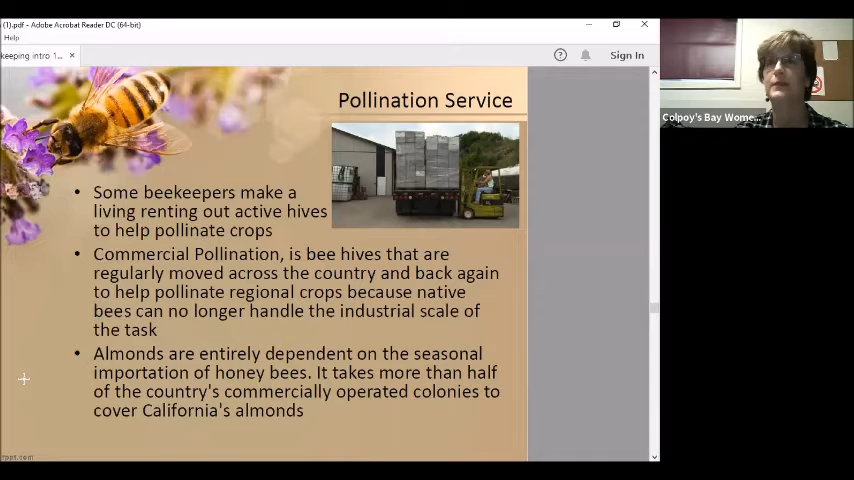 (1).pdf - Adobe Acrobat Reader DC (64-bit)
Help
keeping intro 1... ×
Sign In
Pollination Service
• Some beekeepers make a
living renting out active hives
to help pollinate crops
• Commercial Pollination, is bee hives that are
regularly moved across the country and back again
to help pollinate regional crops because native
bees can no longer handle the industrial scale of
the task
• Almonds are entirely dependent on the seasonal
importation of honey bees. It takes more than half
of the country's commercially operated colonies to
cover California's almonds
Colpoy's Bay Wome...